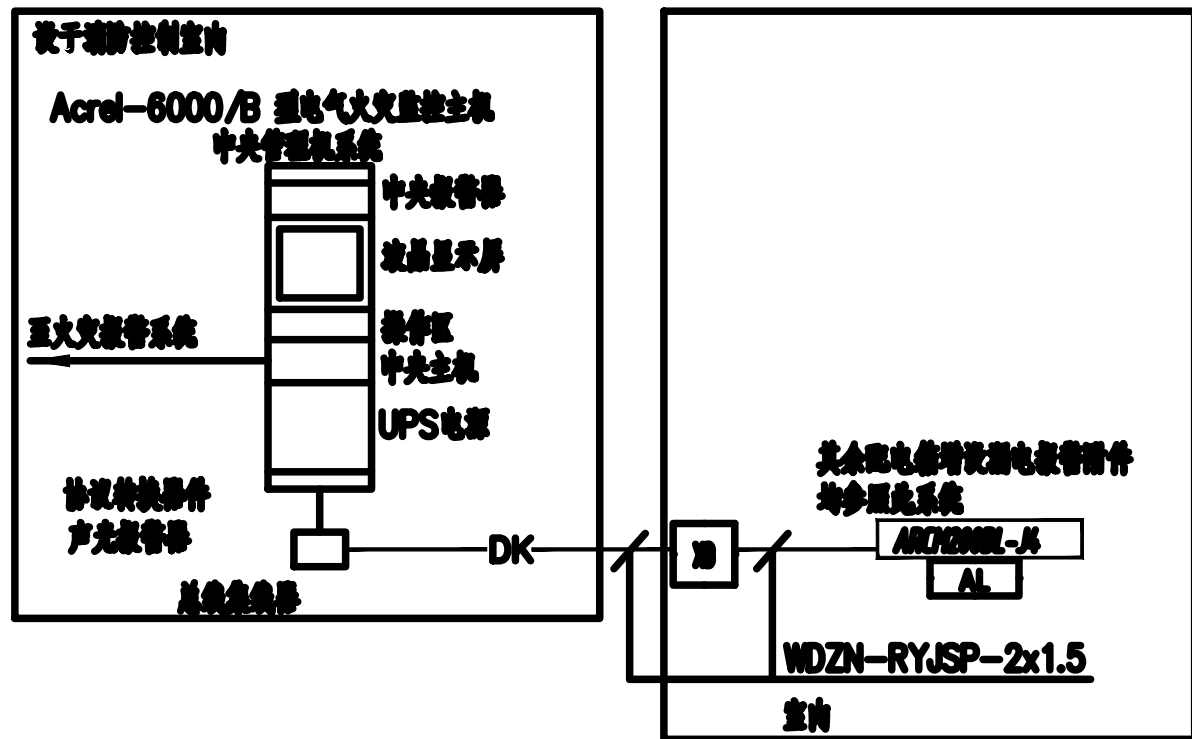 设于消防控制室内
Acrel-6000/B 型电气火灾监控主机
中央管理机系统
中央报警器
液晶显示屏
至火灾报警系统
操作区
中央主机
UPS电源
协议转换器件
声光报警器
总线集线器
DK
其余配电箱增设漏电报警附件
均参照此系统
ARCM200BL-J4
AL
WDZN-RYJSP-2x1.5
室内